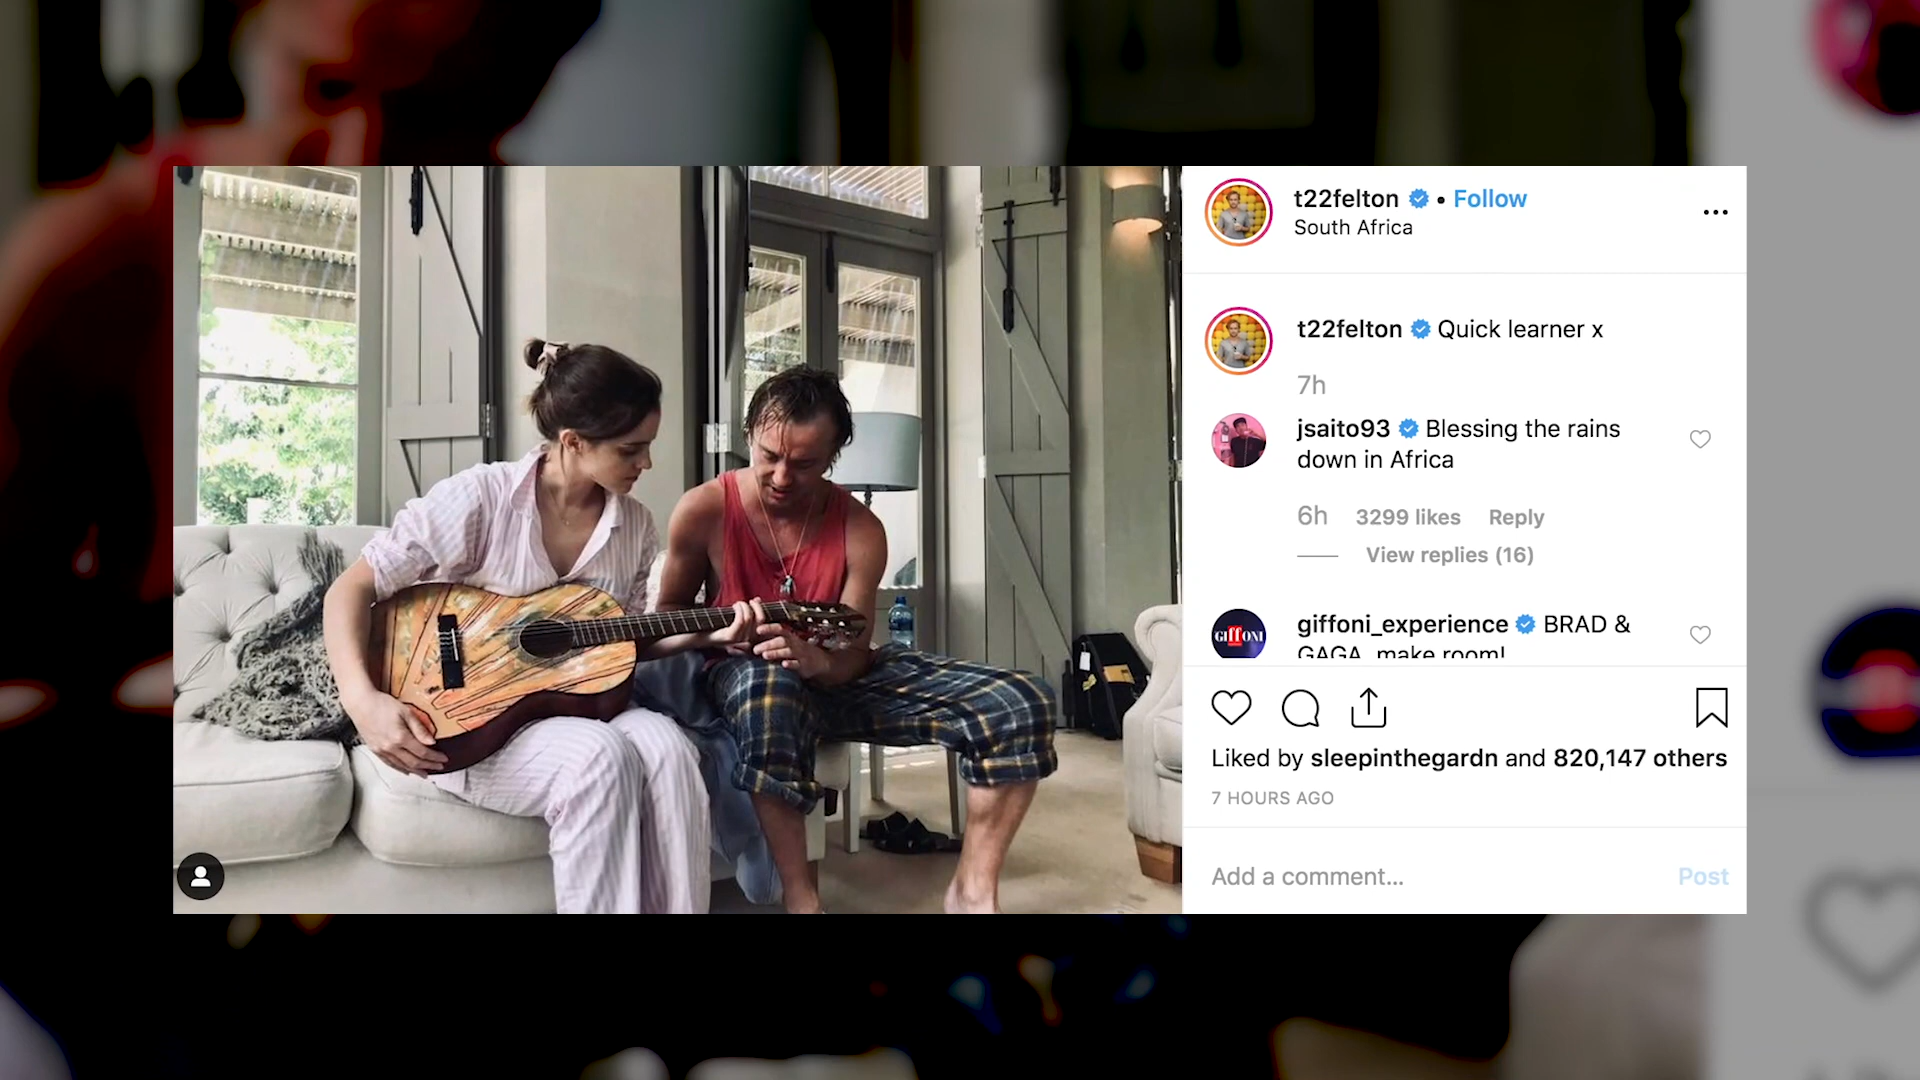 t22felton • Follow
South Africa
t22felton Quick learner x
7h
jsaito93 Blessing the rains
down in Africa
6h 3299 likes Reply
View replies (16)
GIFFONI
giffoni_experience BRAD &
GAGA, make room!
Liked by sleepinthegardn and 820,147 others
7 HOURS AGO
Add a comment... Post